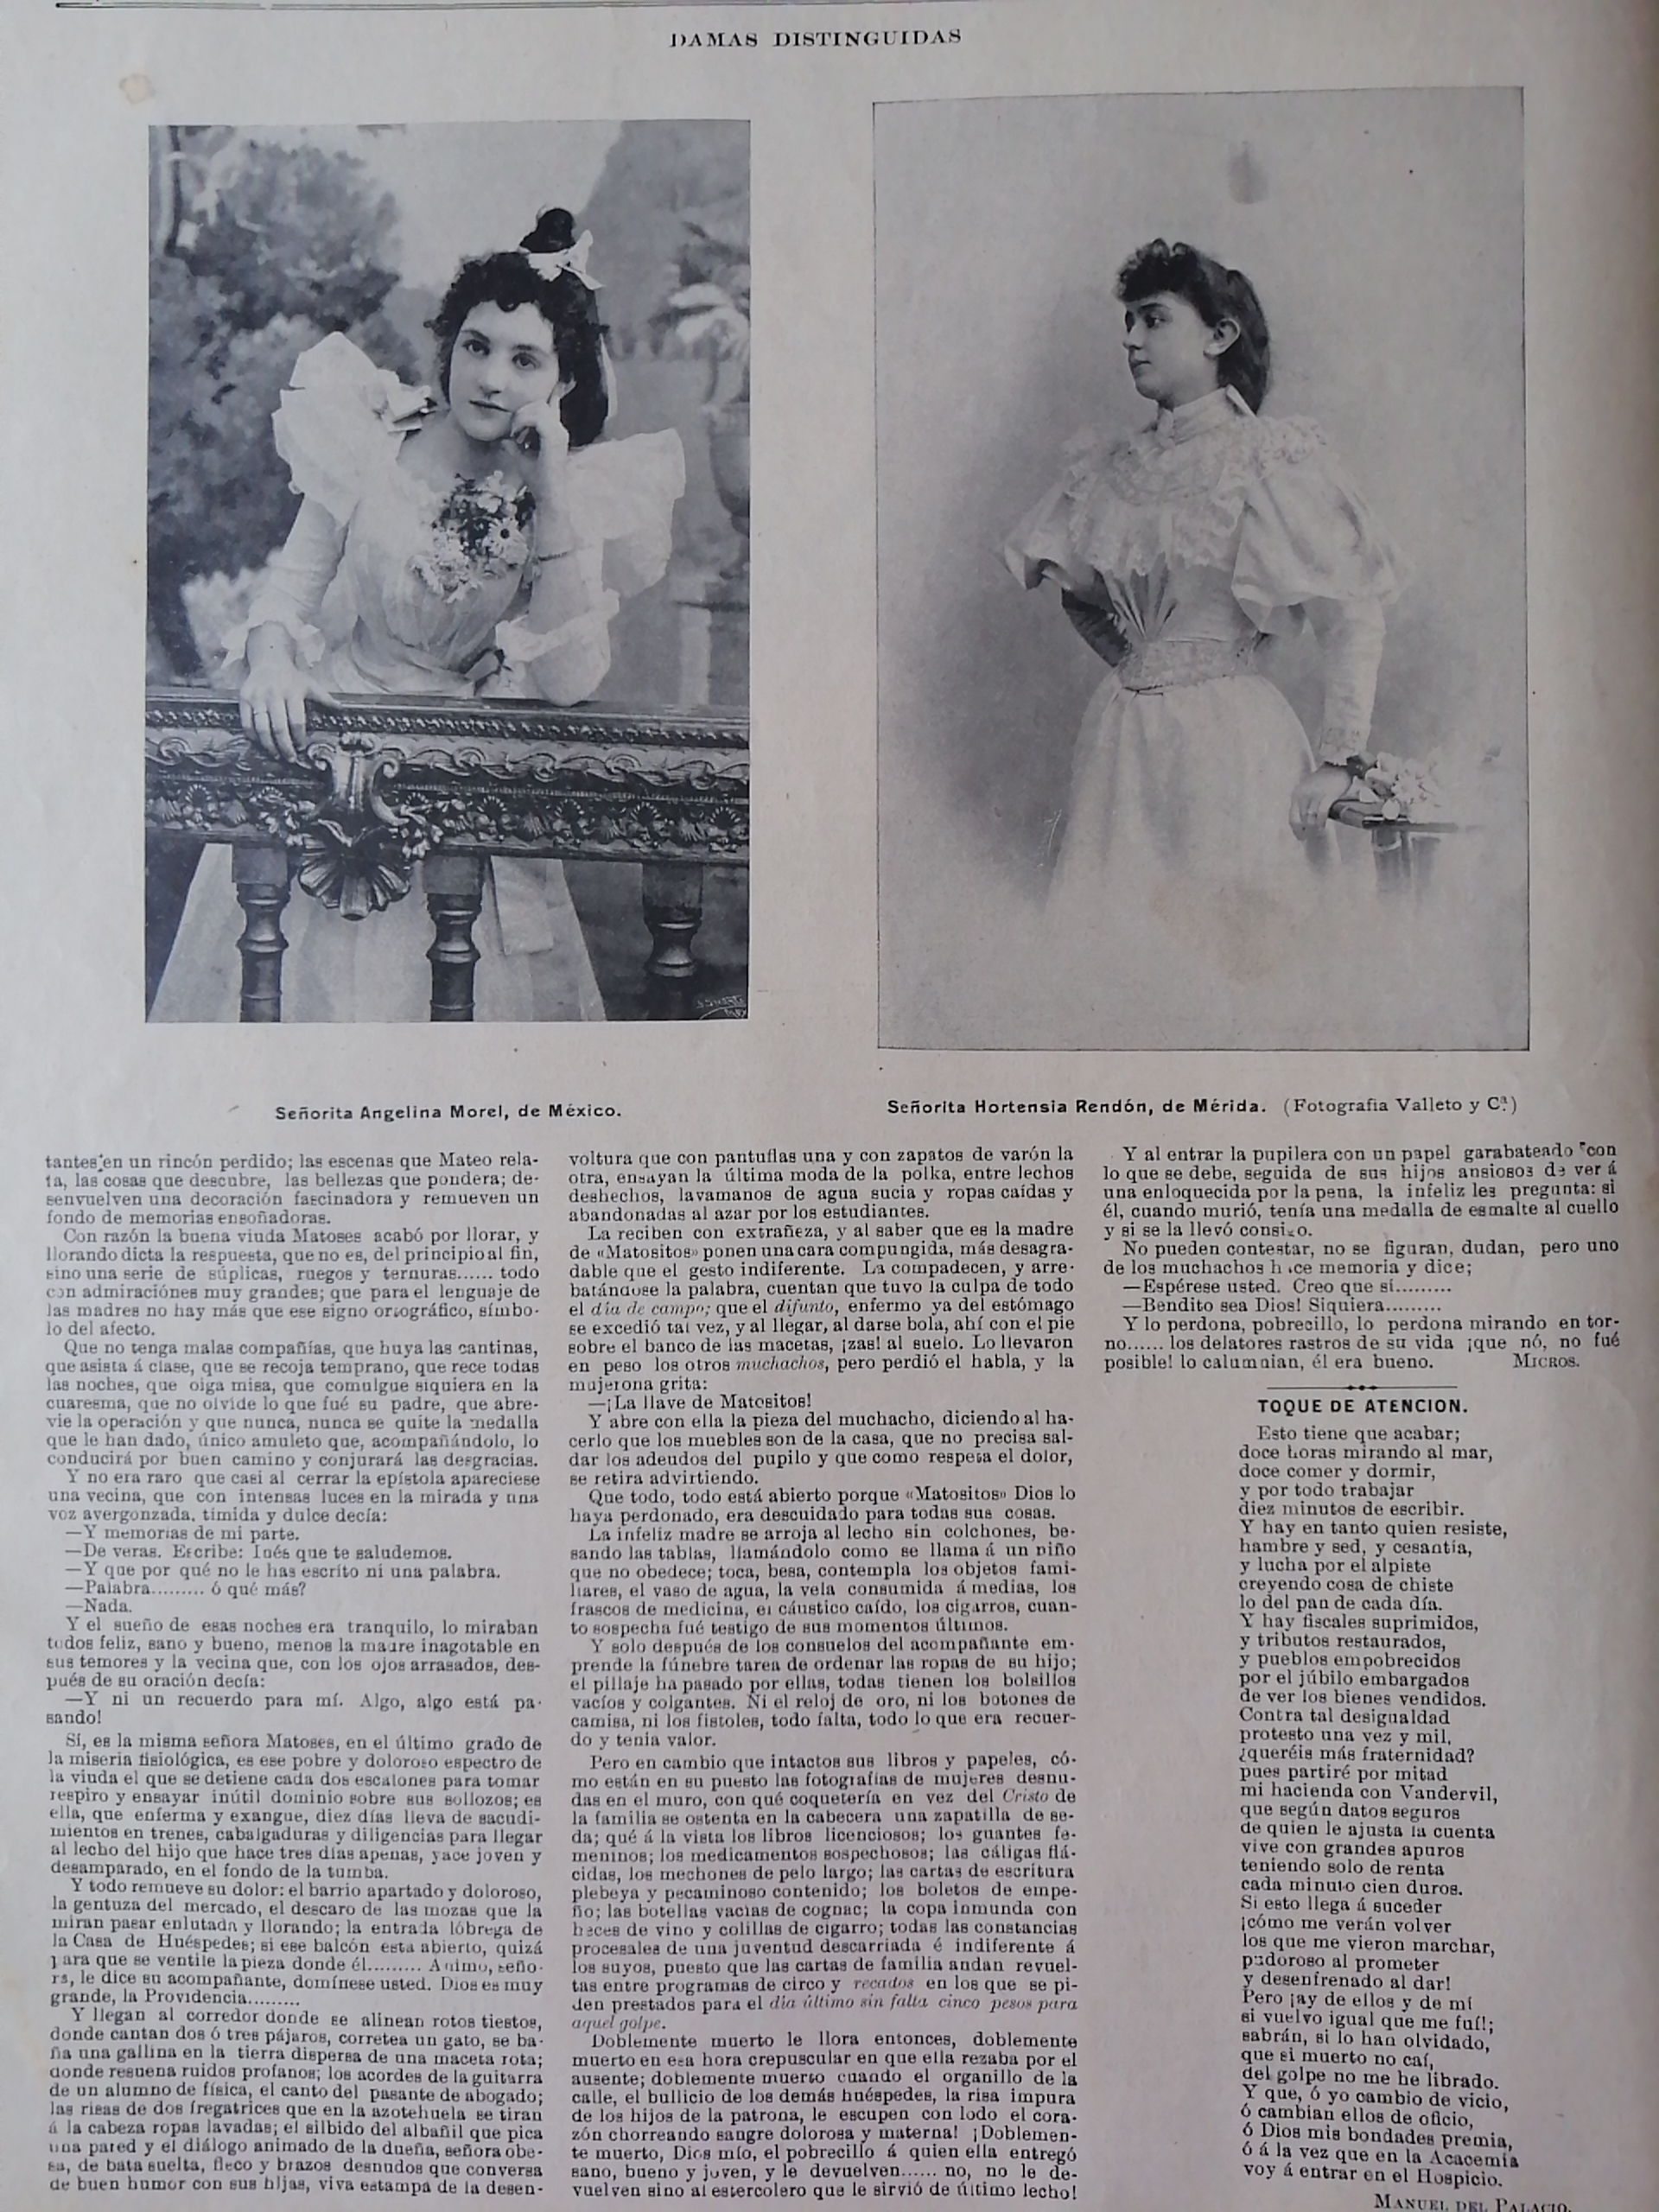 DAMAS DISTINGUIDAS
Señorita Angelina Morel, de México.
Señorita Hortensia Rendón, de Mérida. (Fotografia Valleto y Cª)
tantes en un rincón perdido; las escenas que Mateo rela-
ta, las cosas que descubre, las bellezas que pondera; de-
senvuelven una decoración fascinadora y remueven un
fondo de memorias ensoñadoras.
Con razón la buena viuda Matoses acabó por llorar, y
llorando dicta la respuesta, que no es, del principio al fin,
sino una serie de súplicas, ruegos y ternuras...... todo
con admiraciónes muy grandes; que para el lenguaje de
las madres no hay más que ese signo ortográfico, símbo-
lo del afecto.
Que no tenga malas compañías, que huya las cantinas,
que asista á clase, que se recoja temprano, que rece todas
las noches, que oiga misa, que comulgue siquiera en la
cuaresma, que no olvide lo que fué su padre, que abre-
vie la operación y que nunca, nunca se quite la medalla
que le han dado, único amuleto que, acompañándolo, lo
conducirá por buen camino y conjurará las desgracias.
Y no era raro que casi al cerrar la epístola apareciese
una vecina, que con intensas luces en la mirada y una
voz avergonzada, timida y dulce decía:
—Y memorias de mi parte.
—De veras. Escribe: Inés que te saludemos.
—Y que por qué no le has escrito ni una palabra.
—Palabra......... ó qué más?
—Nada.
Y el sueño de esas noches era tranquilo, lo miraban
todos feliz, sano y bueno, menos la madre inagotable en
sus temores y la vecina que, con los ojos arrasados, des-
pués de su oración decía:
—Y ni un recuerdo para mí. Algo, algo está pa-
sando!
Sí, es la misma señora Matoses, en el último grado de
la miseria fisiológica, es ese pobre y doloroso espectro de
la viuda el que se detiene cada dos escalones para tomar
respiro y ensayar inútil dominio sobre sus sollozos; es
ella, que enferma y exangue, diez días lleva de sacudi-
mientos en trenes, cabalgaduras y diligencias para llegar
al lecho del hijo que hace tres días apenas, yace joven y
desamparado, en el fondo de la tumba.
Y todo remueve su dolor: el barrio apartado y doloroso,
la gentuza del mercado, el descaro de las mozas que la
miran pasar enlutada y llorando; la entrada lóbrega de
la Casa de Huéspedes; si ese balcón esta abierto, quizá
para que se ventile la pieza donde él......... Animo, seño-
ra, le dice su acompañante, domínese usted. Dios es muy
grande, la Providencia.........
Y llegan al corredor donde se alinean rotos tiestos,
donde cantan dos ó tres pájaros, corretea un gato, se ba-
ña una gallina en la tierra dispersa de una maceta rota;
donde resuena ruidos profanos; los acordes de la guitarra
de un alumno de física, el canto del pasante de abogado;
las risas de dos fregatrices que en la azotehuela se tiran
á la cabeza ropas lavadas; el silbido del albañil que pica
una pared y el diálogo animado de la dueña, señora obe-
sa, de bata suelta, fleco y brazos desnudos que conversa
de buen humor con sus hijas, viva estampa de la desen-
voltura que con pantuflas una y con zapatos de varón la
otra, ensayan la última moda de la polka, entre lechos
deshechos, lavamanos de agua sucia y ropas caídas y
abandonadas al azar por los estudiantes.
La reciben con extrañeza, y al saber que es la madre
de «Matositos» ponen una cara compungida, más desagra-
dable que el gesto indiferente. La compadecen, y arre-
batándose la palabra, cuentan que tuvo la culpa de todo
el día de campo; que el difunto, enfermo ya del estómago
se excedió tal vez, y al llegar, al darse bola, ahí con el pie
sobre el banco de las macetas, ¡zas! al suelo. Lo llevaron
en peso los otros muchachos, pero perdió el habla, y la
mujerona grita:
—¡La llave de Matositos!
Y abre con ella la pieza del muchacho, diciendo al ha-
cerlo que los muebles son de la casa, que no precisa sal-
dar los adeudos del pupilo y que como respeta el dolor,
se retira advirtiendo.
Que todo, todo está abierto porque «Matositos» Dios lo
haya perdonado, era descuidado para todas sus cosas.
La infeliz madre se arroja al lecho sin colchones, be-
sando las tablas, llamándolo como se llama á un niño
que no obedece; toca, besa, contempla los objetos fami-
liares, el vaso de agua, la vela consumida á medias, los
frascos de medicina, el cáustico caído, los cigarros, cuan-
to sospecha fué testigo de sus momentos últimos.
Y solo después de los consuelos del acompañante em-
prende la fúnebre tarea de ordenar las ropas de su hijo;
el pillaje ha pasado por ellas, todas tienen los bolsillos
vacíos y colgantes. Ni el reloj de oro, ni los botones de
camisa, ni los fistoles, todo falta, todo lo que era recuer-
do y tenía valor.
Pero en cambio que intactos sus libros y papeles, có-
mo están en su puesto las fotografías de mujeres desnu-
das en el muro, con qué coquetería en vez del Cristo de
la familia se ostenta en la cabecera una zapatilla de se-
da; qué á la vista los libros licenciosos; los guantes fe-
meninos; los medicamentos sospechosos; las cáligas flá-
cidas, los mechones de pelo largo; las cartas de escritura
plebeya y pecaminoso contenido; los boletos de empe-
ño; las botellas vacías de cognac; la copa inmunda con
heces de vino y colillas de cigarro; todas las constancias
procesales de una juventud descarriada é indiferente á
los suyos, puesto que las cartas de familia andan revuel-
tas entre programas de circo y recados en los que se pi-
den prestados para el día último sin falta cinco pesos para
aquel golpe.
Doblemente muerto le llora entonces, doblemente
muerto en esa hora crepuscular en que ella rezaba por el
ausente; doblemente muerto cuando el organillo de la
calle, el bullicio de los demás huéspedes, la risa impura
de los hijos de la patrona, le escupen con lodo el cora-
zón chorreando sangre dolorosa y materna! ¡Doblemen-
te muerto, Dios mío, el pobrecillo á quien ella entregó
sano, bueno y joven, y le devuelven...... no, no le de-
vuelven sino al estercolero que le sirvió de último lecho!
Y al entrar la pupilera con un papel garabateado con
lo que se debe, seguida de sus hijos ansiosos de ver á
una enloquecida por la pena, la infeliz les pregunta: si
él, cuando murió, tenía una medalla de esmalte al cuello
y si se la llevó consigo.
No pueden contestar, no se figuran, dudan, pero uno
de los muchachos hace memoria y dice;
—Espérese usted. Creo que sí.........
—Bendito sea Dios! Siquiera.........
Y lo perdona, pobrecillo, lo perdona mirando en tor-
no...... los delatores rastros de su vida ¡que nó, no fué
posible! lo calumnian, él era bueno. MICROS.
TOQUE DE ATENCION.
Esto tiene que acabar;
doce horas mirando al mar,
doce comer y dormir,
y por todo trabajar
diez minutos de escribir.
Y hay en tanto quien resiste,
hambre y sed, y cesantía,
y lucha por el alpiste
creyendo cosa de chiste
lo del pan de cada día.
Y hay fiscales suprimidos,
y tributos restaurados,
y pueblos empobrecidos
por el júbilo embargados
de ver los bienes vendidos.
Contra tal desigualdad
protesto una vez y mil,
¿queréis más fraternidad?
pues partiré por mitad
mi hacienda con Vandervil,
que según datos seguros
de quien le ajusta la cuenta
vive con grandes apuros
teniendo solo de renta
cada minuto cien duros.
Si esto llega á suceder
¡cómo me verán volver
los que me vieron marchar,
pudoroso al prometer
y desenfrenado al dar!
Pero ¡ay de ellos y de mí
si vuelvo igual que me fuí!;
sabrán, si lo han olvidado,
que si muerto no caí,
del golpe no me he librado.
Y que, ó yo cambio de vicio,
ó cambian ellos de oficio,
ó Dios mis bondades premia,
ó á la vez que en la Academia
voy á entrar en el Hospicio.
MANUEL DEL PALACIO.